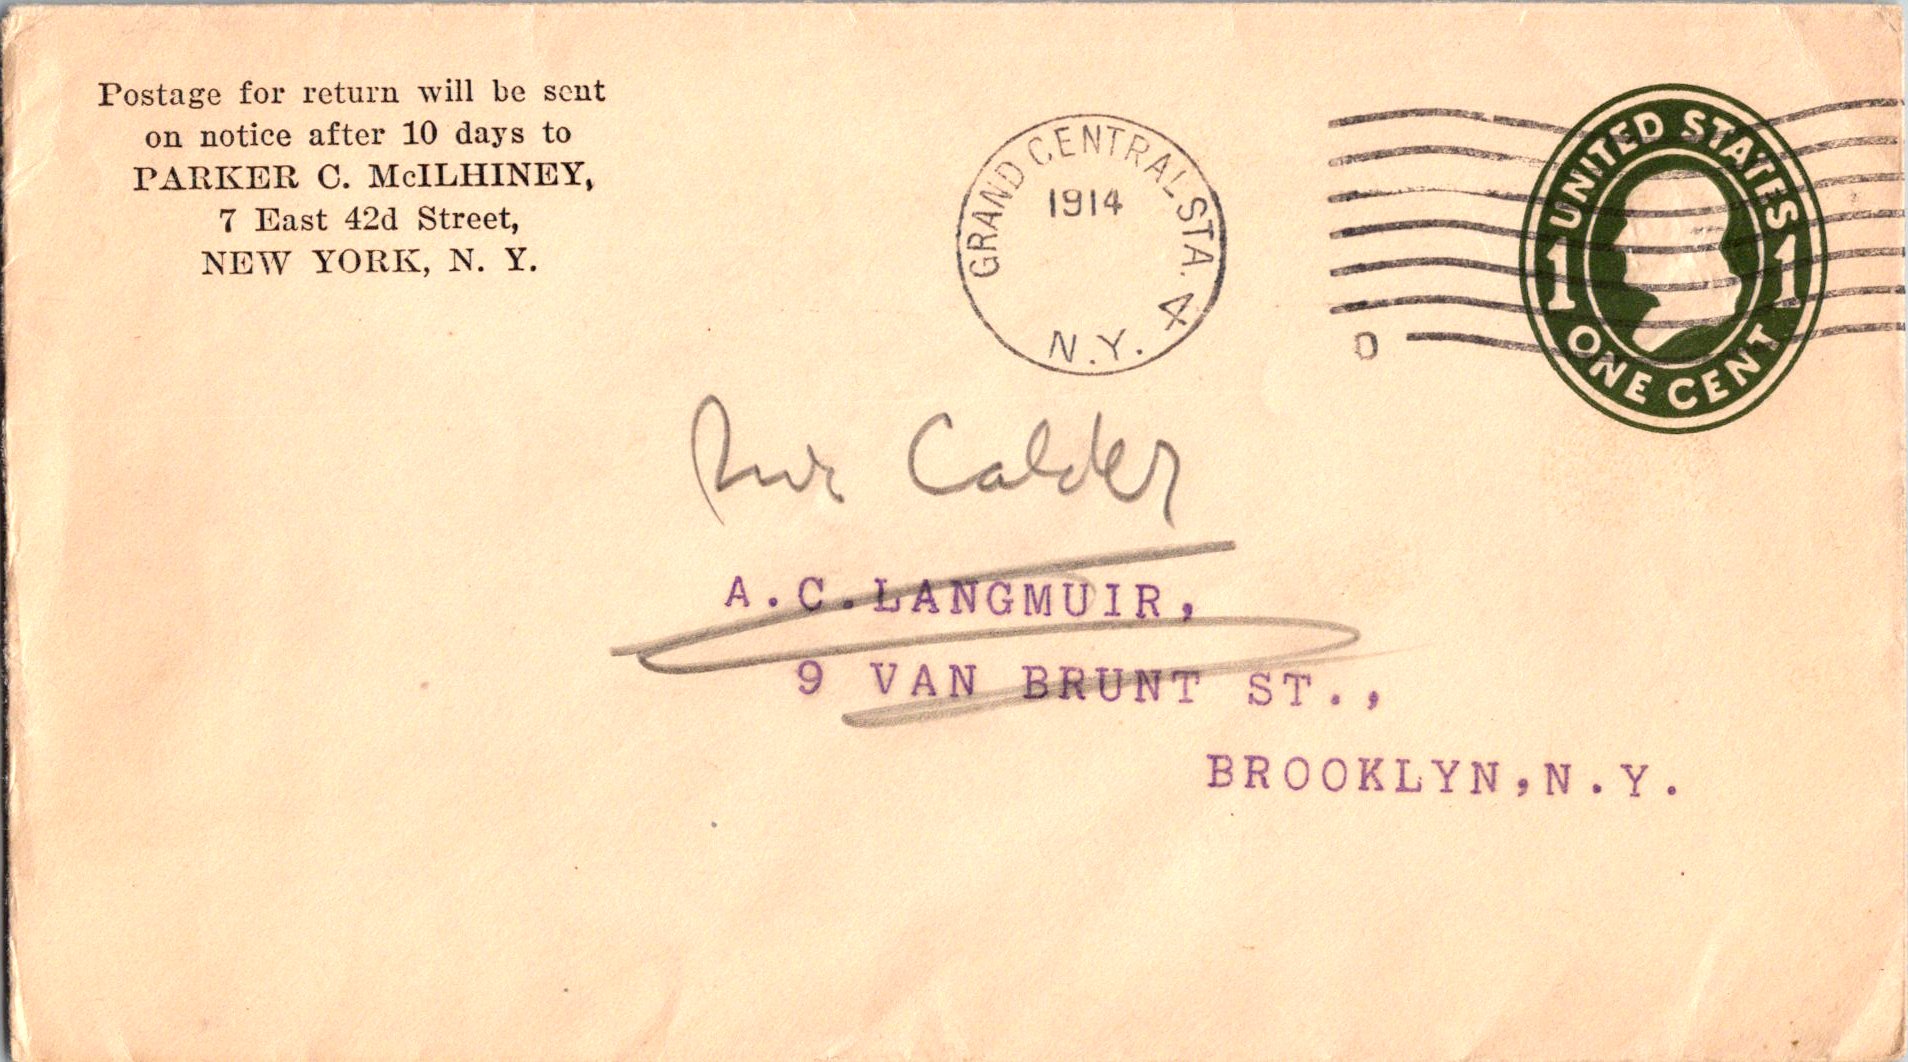 Postage for return will be sent
on notice after 10 days to
PARKER C. McILHINEY,
7 East 42d Street,
NEW YORK, N. Y.
GRAND CENTRAL STA.
1914
4
N.Y.
D
UNITED STATES
1 1
ONE CENT
Mr Calder
A.C.LANGMUIR,
9 VAN BRUNT ST.,
BROOKLYN,N.Y.